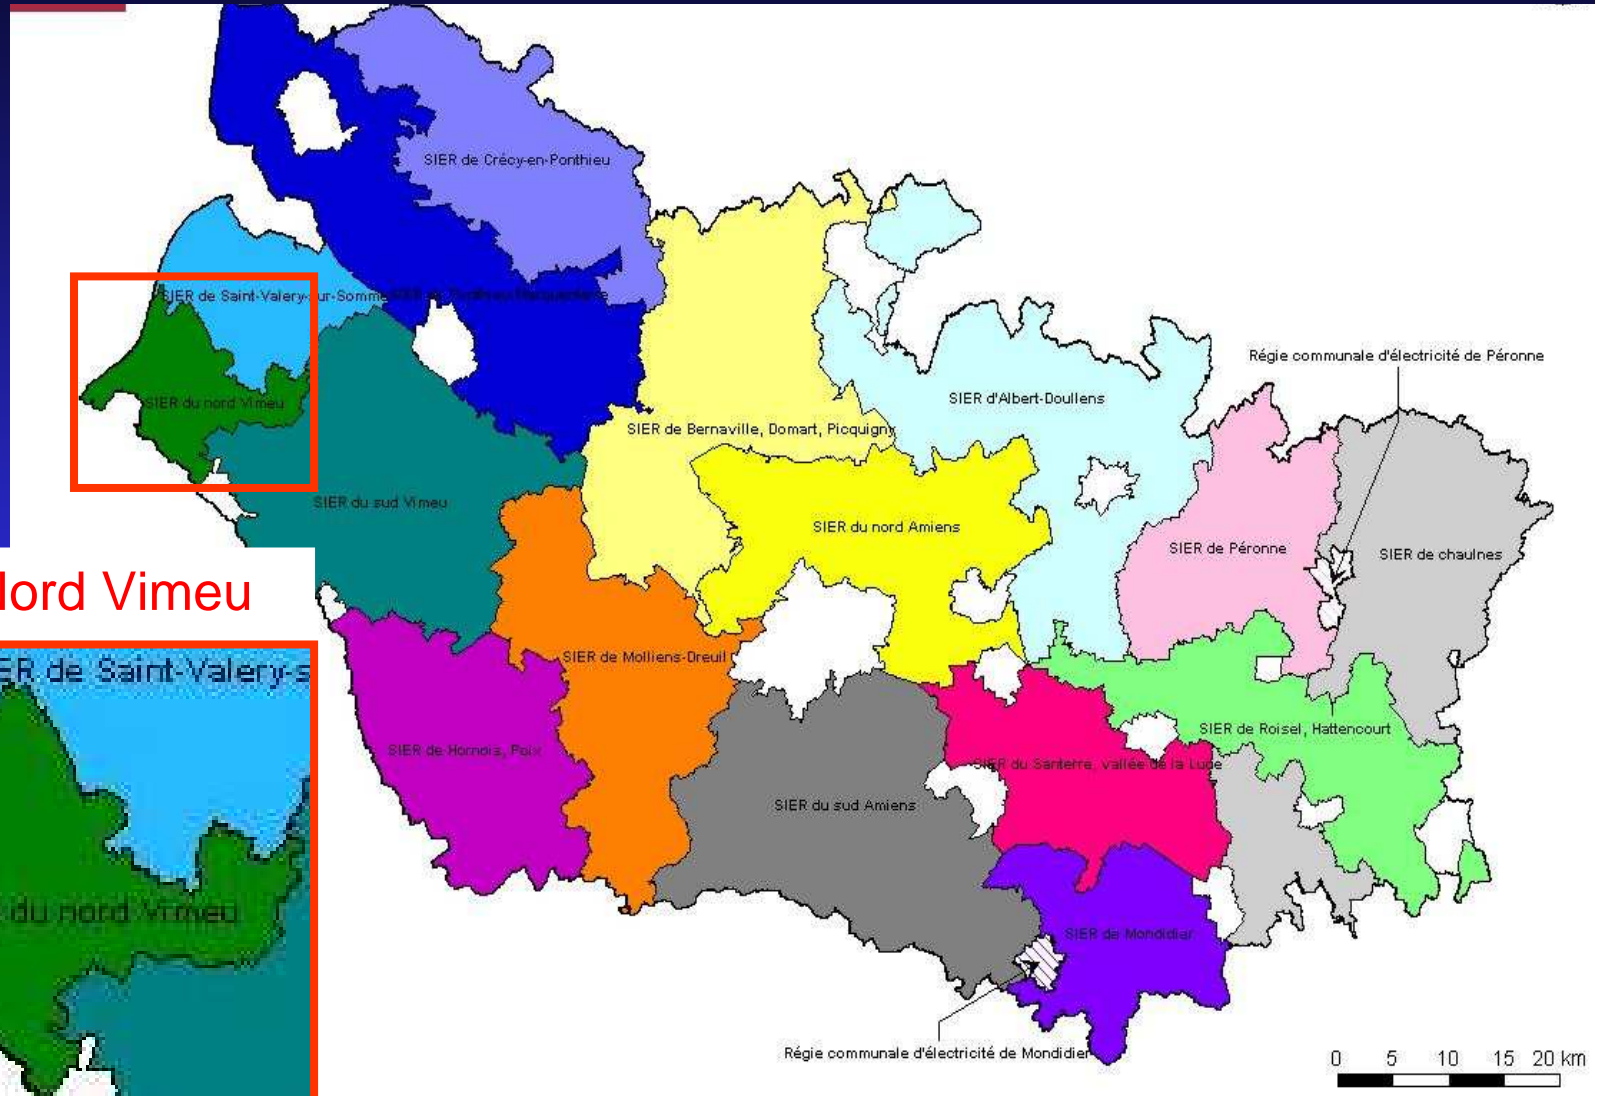 SIER de Crécy-en-Ponthieu
SIER de Saint-Valery-sur-Somme
Régie communale d'électricité de Péronne
SIER d'Albert-Doullens
SIER du nord Vimeu
SIER de Bernaville, Domart, Picquigny
SIER du sud Vimeu
SIER du nord Amiens
SIER de Péronne
SIER de chaulnes
Nord Vimeu
SIER de Molliens-Dreuil
ER de Saint-Valery-s
SIER de Roisel, Hattencourt
SIER de Hornois, Poix
SIER du Santerre, vallée de la Luce
SIER du sud Amiens
du nord Vimeu
SIER de Mondidier
Régie communale d'électricité de Mondidier
0 5 10 15 20 km